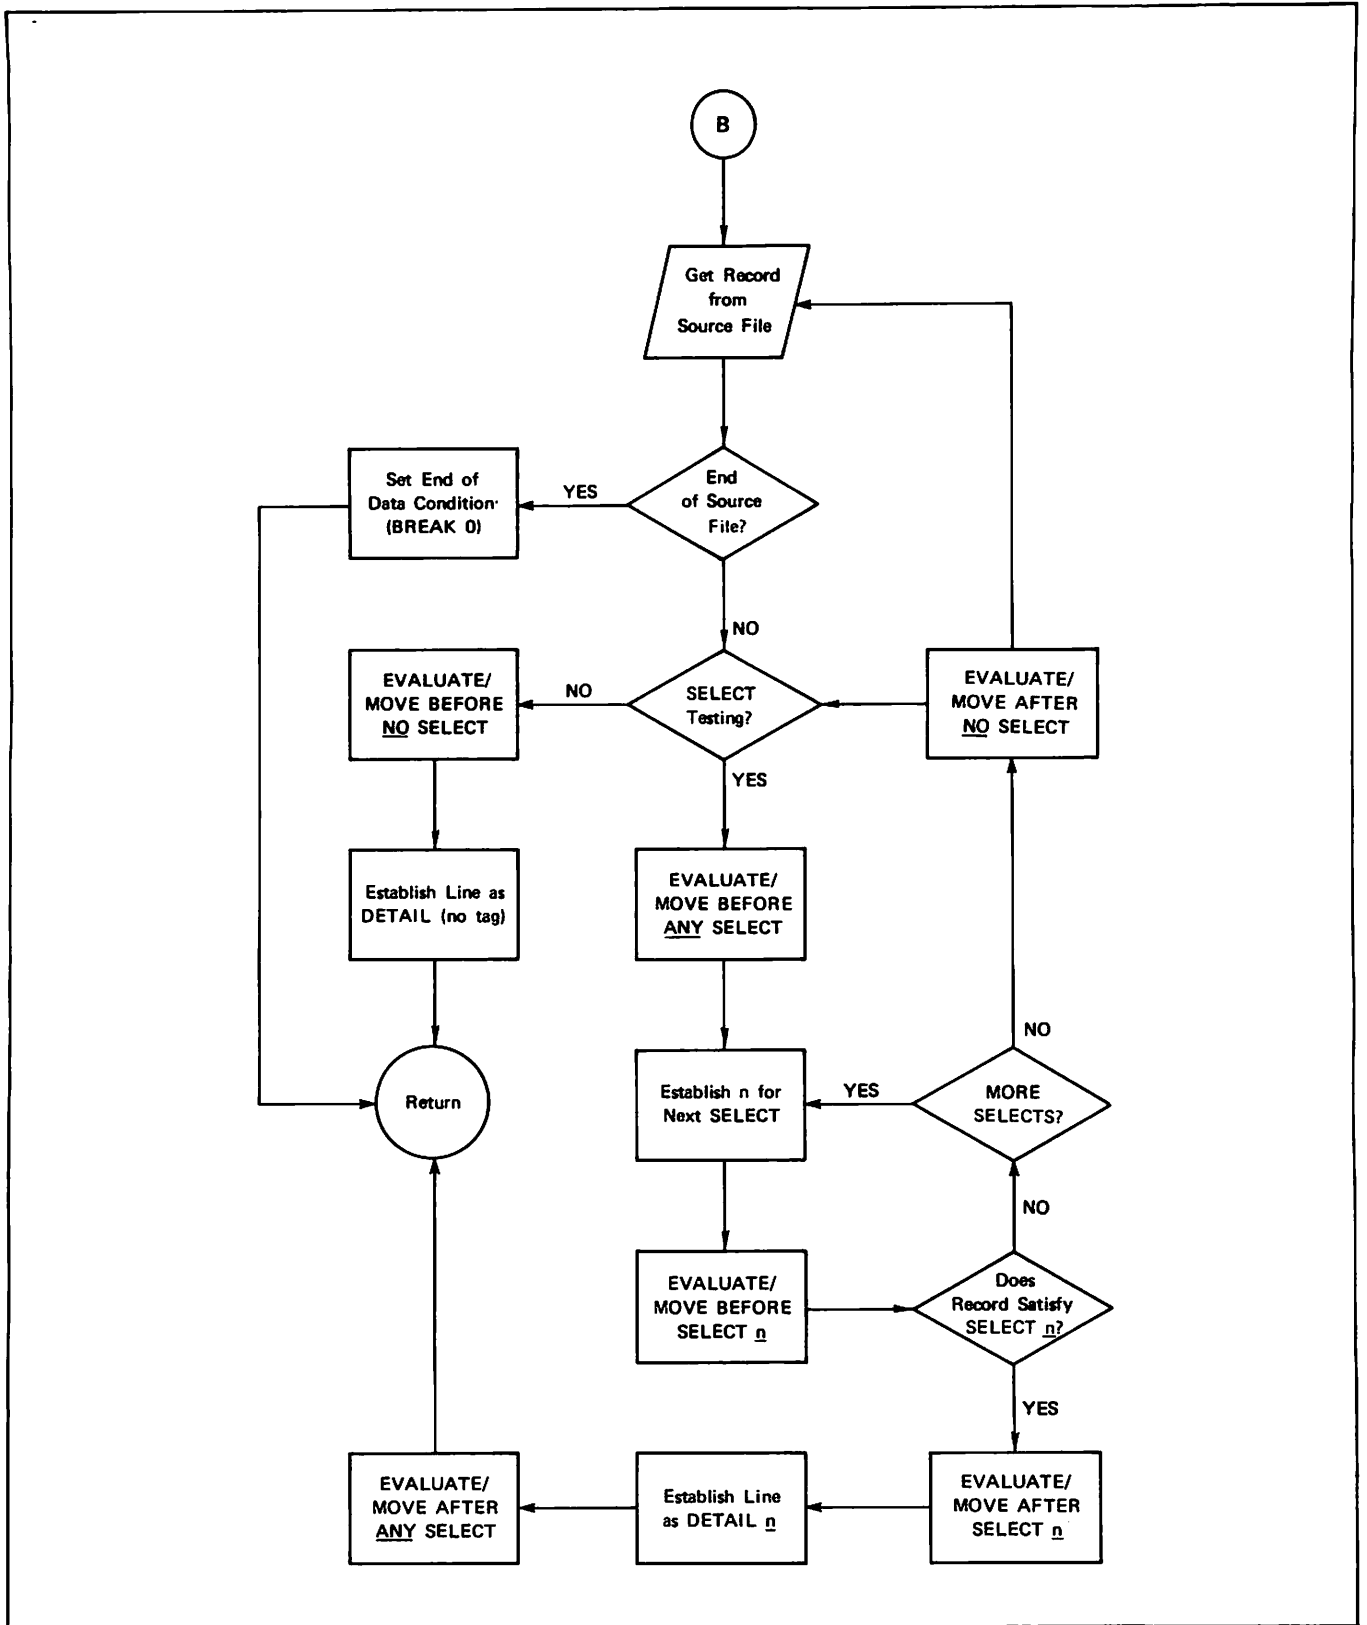 B
Get Record
from
Source File
End
of Source
File?
YES
Set End of
Data Condition
(BREAK 0)
NO
SELECT
Testing?
NO
EVALUATE/
MOVE BEFORE
NO SELECT
EVALUATE/
MOVE AFTER
NO SELECT
YES
Establish Line as
DETAIL (no tag)
EVALUATE/
MOVE BEFORE
ANY SELECT
NO
Return
Establish n for
Next SELECT
YES
MORE
SELECTS?
NO
EVALUATE/
MOVE BEFORE
SELECT n
Does
Record Satisfy
SELECT n?
YES
EVALUATE/
MOVE AFTER
ANY SELECT
Establish Line
as DETAIL n
EVALUATE/
MOVE AFTER
SELECT n